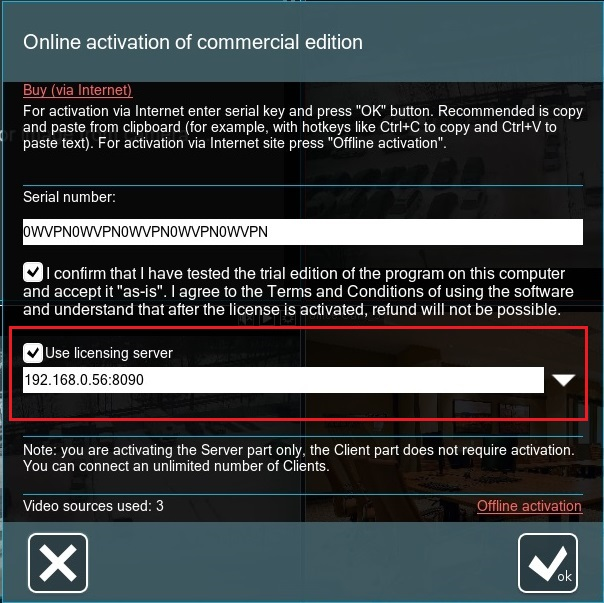 Online activation of commercial edition
Buy (via Internet)
For activation via Internet enter serial key and press "OK" button. Recommended is copy
and paste from clipboard (for example, with hotkeys like Ctrl+C to copy and Ctrl+V to
paste text). For activation via Internet site press "Offline activation".
Serial number:
0WVPN0WVPN0WVPN0WVPN0WVPN
I confirm that I have tested the trial edition of the program on this computer
and accept it "as-is". I agree to the Terms and Conditions of using the software
and understand that after the license is activated, refund will not be possible.
Use licensing server
192.168.0.56:8090
Note: you are activating the Server part only, the Client part does not require activation.
You can connect an unlimited number of Clients.
Video sources used: 3
Offline activation
ok